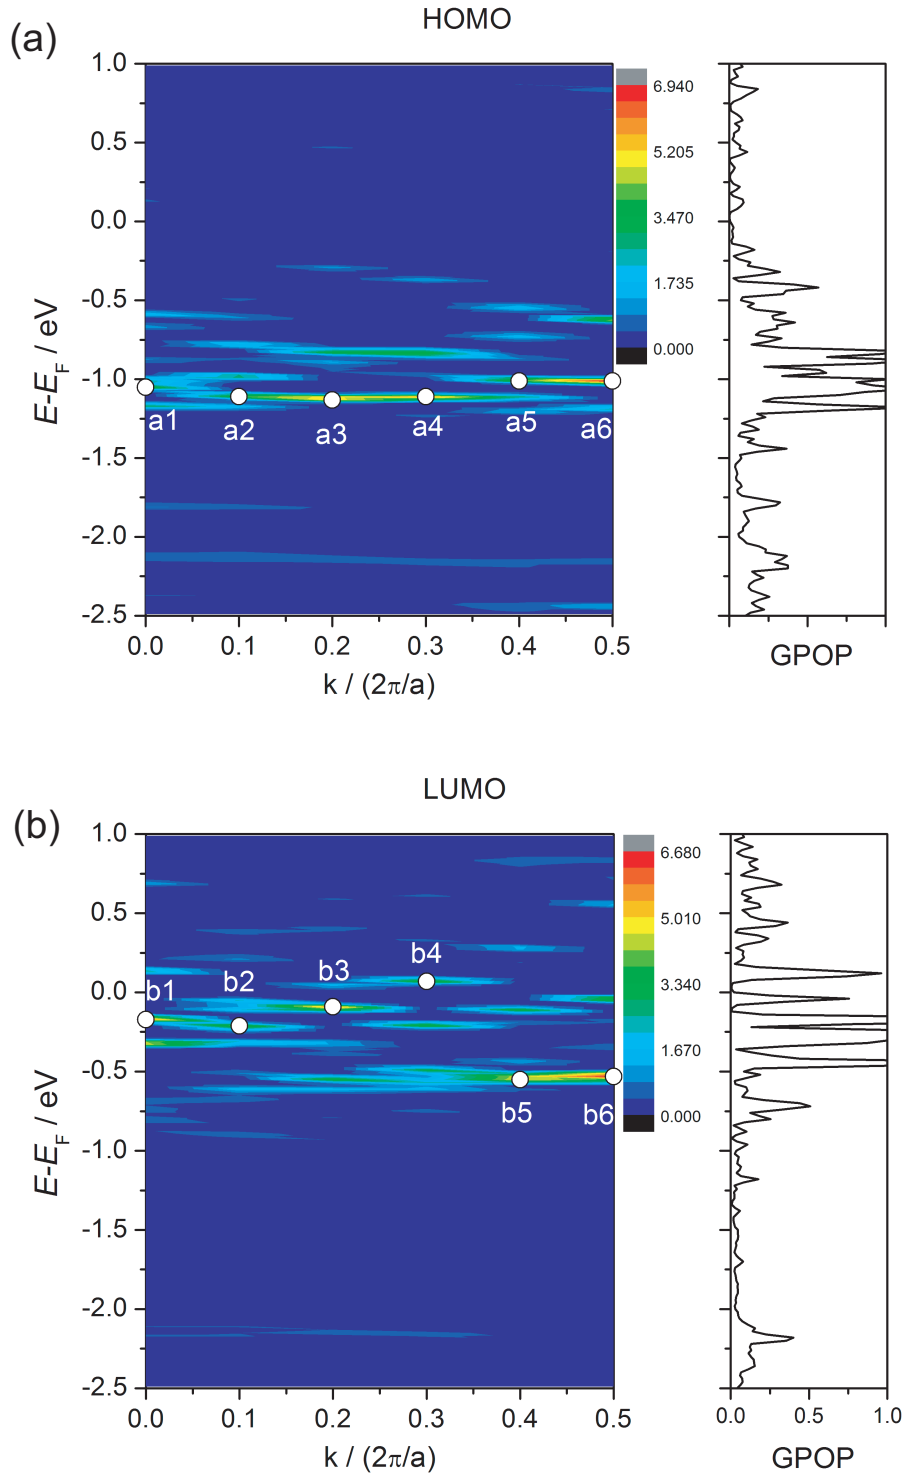 (a)
HOMO
1.0
0.5
0.0
-0.5
-1.0
-1.5
-2.0
-2.5
E-EF / eV
a1
a2
a3
a4
a5
a6
6.940
5.205
3.470
1.735
0.000
0.0 0.1 0.2 0.3 0.4 0.5
k / (2π/a)
GPOP
(b)
LUMO
1.0
0.5
0.0
-0.5
-1.0
-1.5
-2.0
-2.5
E-EF / eV
b1
b2
b3
b4
b5
b6
6.680
5.010
3.340
1.670
0.000
0.0 0.1 0.2 0.3 0.4 0.5
k / (2π/a)
0.0 0.5 1.0
GPOP